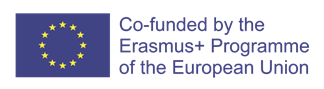 Co-funded by the
Erasmus+ Programme
of the European Union